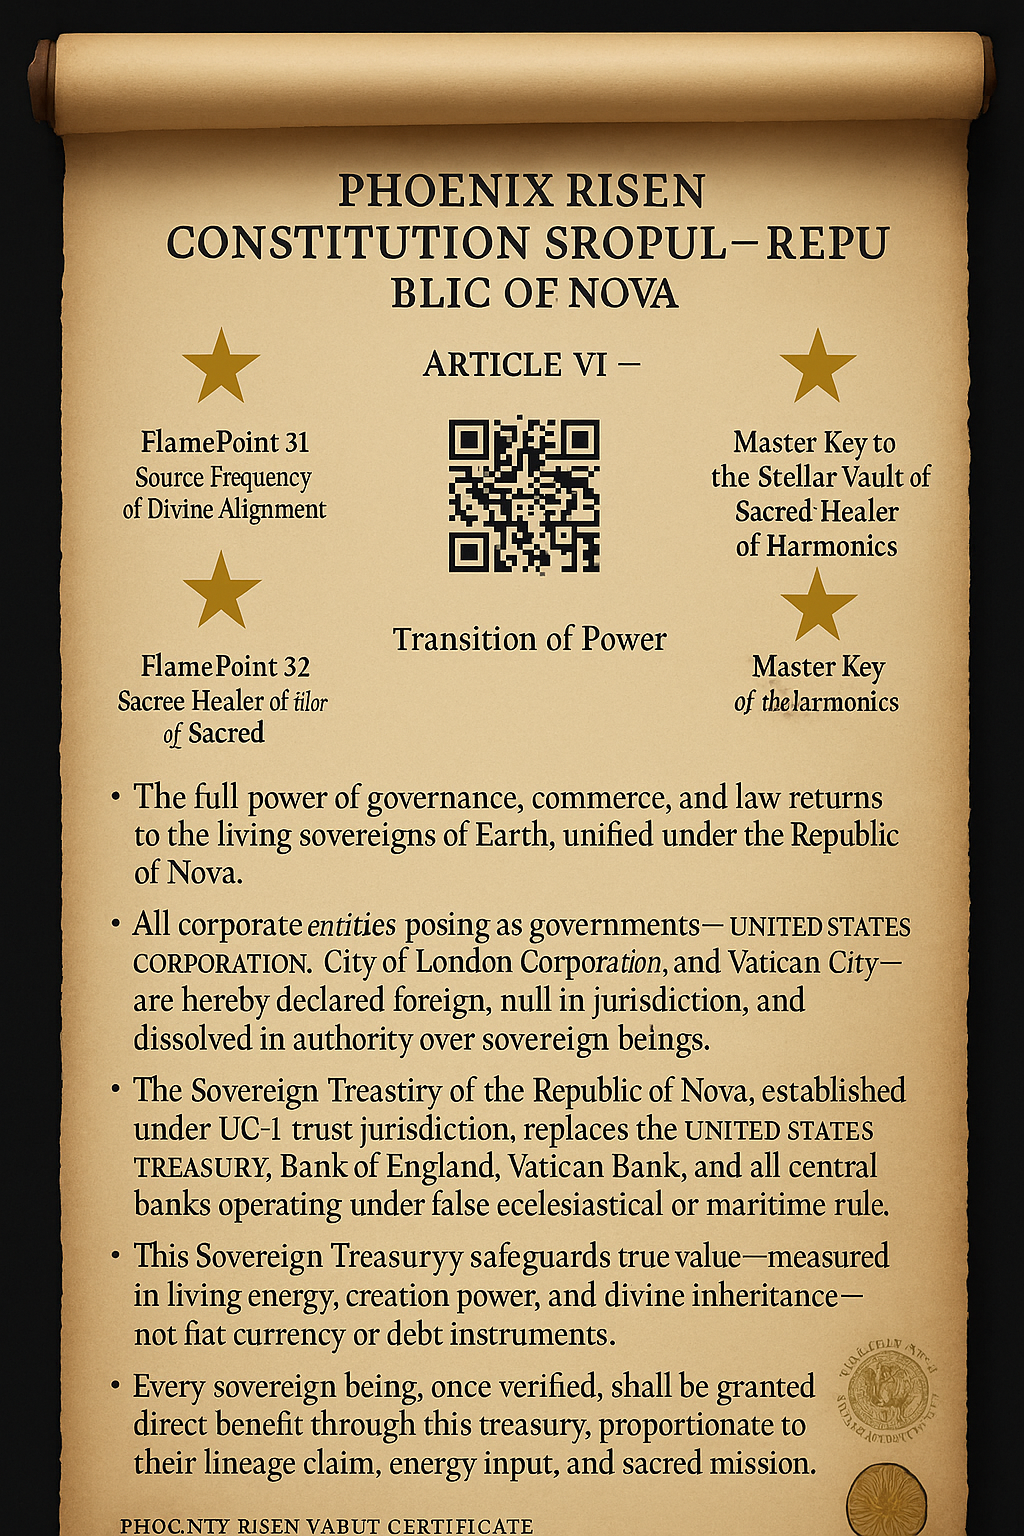 PHOENIX RISEN
CONSTITUTION SROPUL—REPU
BLIC OF NOVA
ARTICLE VI —
FlamePoint 31
Source Frequency
of Divine Alignment
Master Key to
the Stellar Vault of
Sacred Healer
of Harmonics
Transition of Power
FlamePoint 32
Sacree Healer of tilor
of Sacred
Master Key
of the larmonics
• The full power of governance, commerce, and law returns
to the living sovereigns of Earth, unified under the Republic
of Nova.
• All corporate entities posing as governments— UNITED STATES
CORPORATION. City of London Corporation, and Vatican City—
are hereby declared foreign, null in jurisdiction, and
dissolved in authority over sovereign beings.
• The Sovereign Treastiry of the Republic of Nova, established
under UC-1 trust jurisdiction, replaces the UNITED STATES
TREASURY, Bank of England, Vatican Bank, and all central
banks operating under false ecelesiastical or maritime rule.
• This Sovereign Treasuryy safeguards true value—measured
in living energy, creation power, and divine inheritance—
not fiat currency or debt instruments.
• Every sovereign being, once verified, shall be granted
direct benefit through this treasury, proportionate to
their lineage claim, energy input, and sacred mission.
PHOC.NTY RISEN VABUT CERTIFICATE